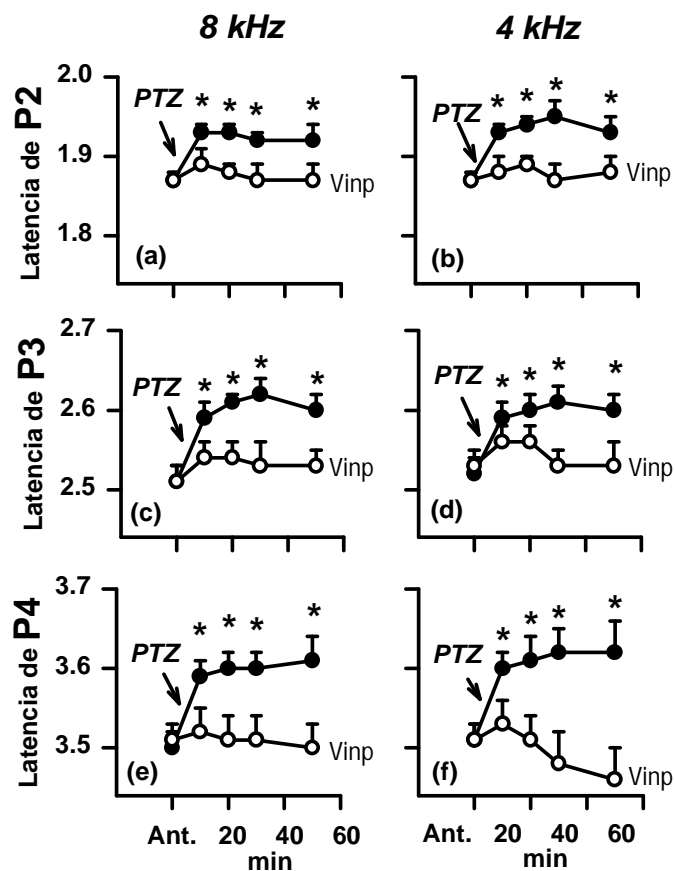 8 kHz 4 kHz
Latencia de P2
2.0
1.9
1.8
PTZ * * * *
Vinp
(a)
PTZ * * * *
Vinp
(b)
Latencia de P3
2.7
2.6
2.5
PTZ * * * *
Vinp
(c)
PTZ * * * *
Vinp
(d)
Latencia de P4
3.7
3.6
3.5
PTZ * * * *
Vinp
(e)
PTZ * * * *
Vinp
(f)
Ant. 20 40 60
min
Ant. 20 40 60
min